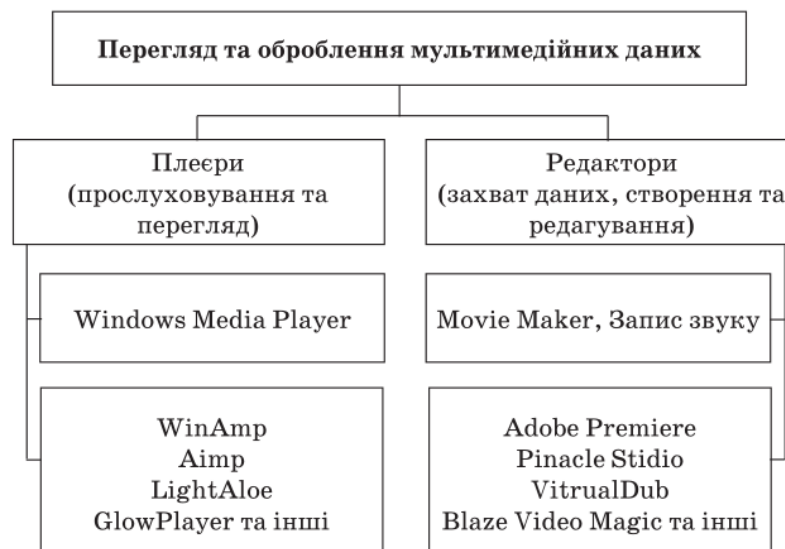 Перегляд та оброблення мультимедійних даних
Плеєри
(прослуховування та
перегляд)
Редактори
(захват даних, створення та
редагування)
Windows Media Player
Movie Maker, Запис звуку
WinAmp
Aimp
LightAloe
GlowPlayer та інші
Adobe Premiere
Pinacle Stidio
VitrualDub
Blaze Video Magic та інші